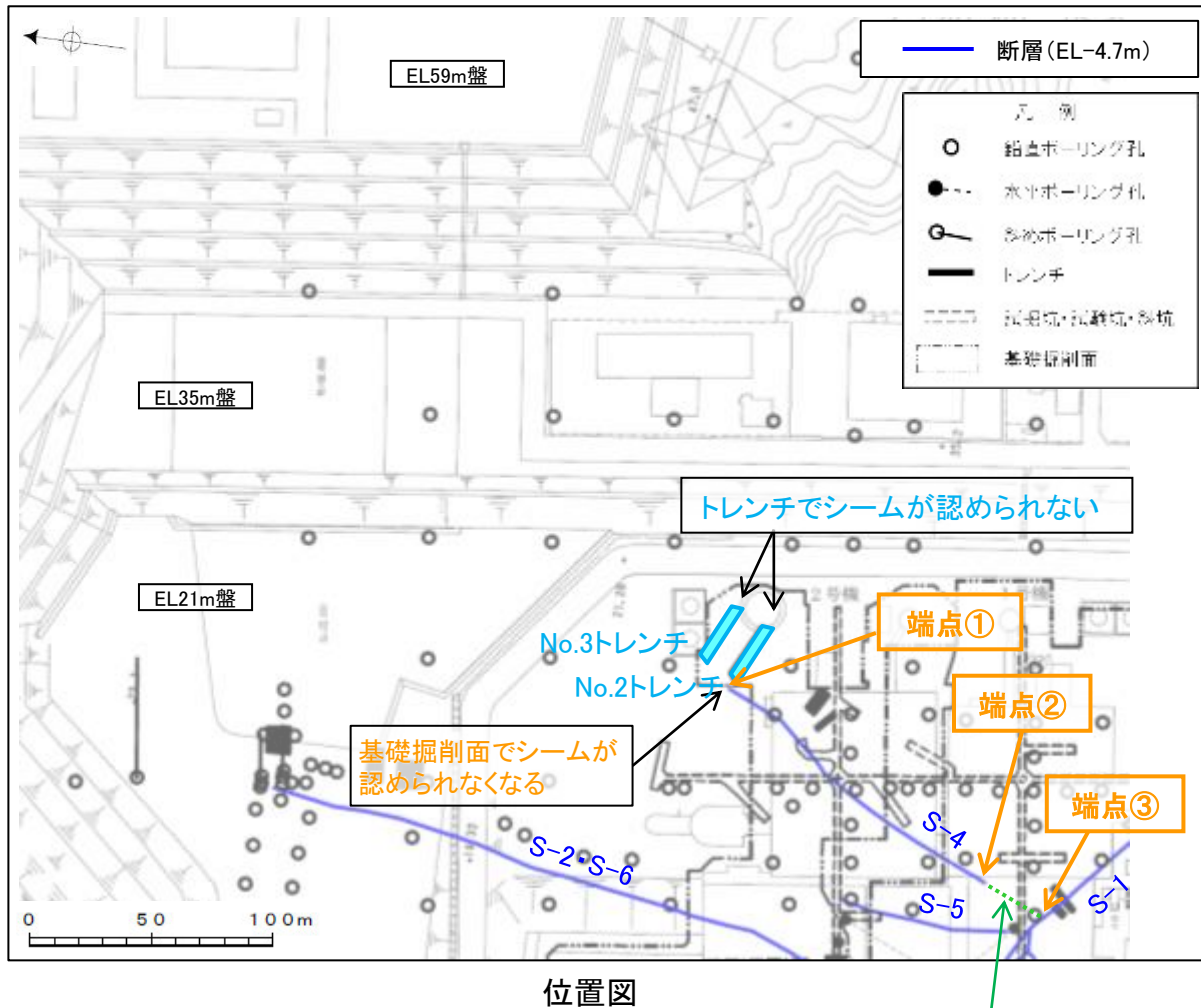 断層(EL-4.7m)
EL59m盤
凡 例
鉛直ボーリング孔
水平ボーリング孔
斜めボーリング孔
トレンチ
試掘坑・試験坑・斜坑
基礎掘削面
EL35m盤
トレンチでシームが認められない
EL21m盤
端点①
No.3トレンチ
No.2トレンチ
端点②
基礎掘削面でシームが
認められなくなる
端点③
S-4
S-2・S-6
S-5
S-1
0 50 100m
位置図